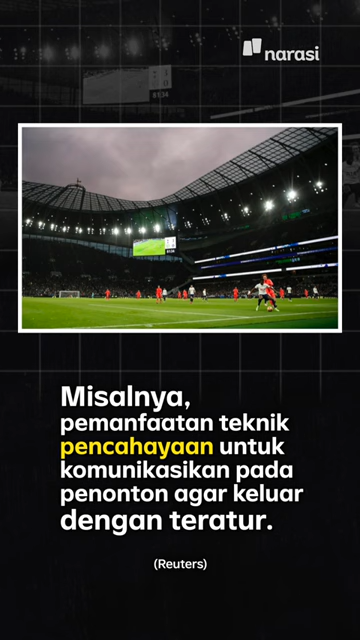 narasi
Misalnya,
pemanfaatan teknik
pencahayaan untuk
komunikasikan pada
penonton agar keluar
dengan teratur.
(Reuters)